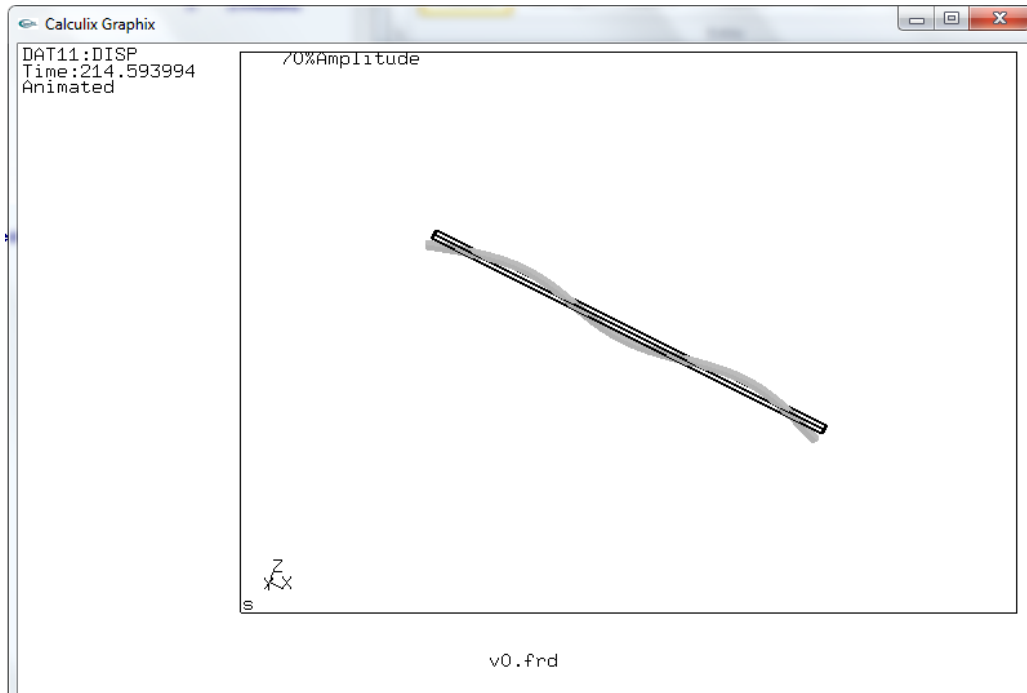 Calculix Graphix
DAT11:DISP
Time:214.593994
Animated
70%Amplitude
Z
X X
s
v0.frd